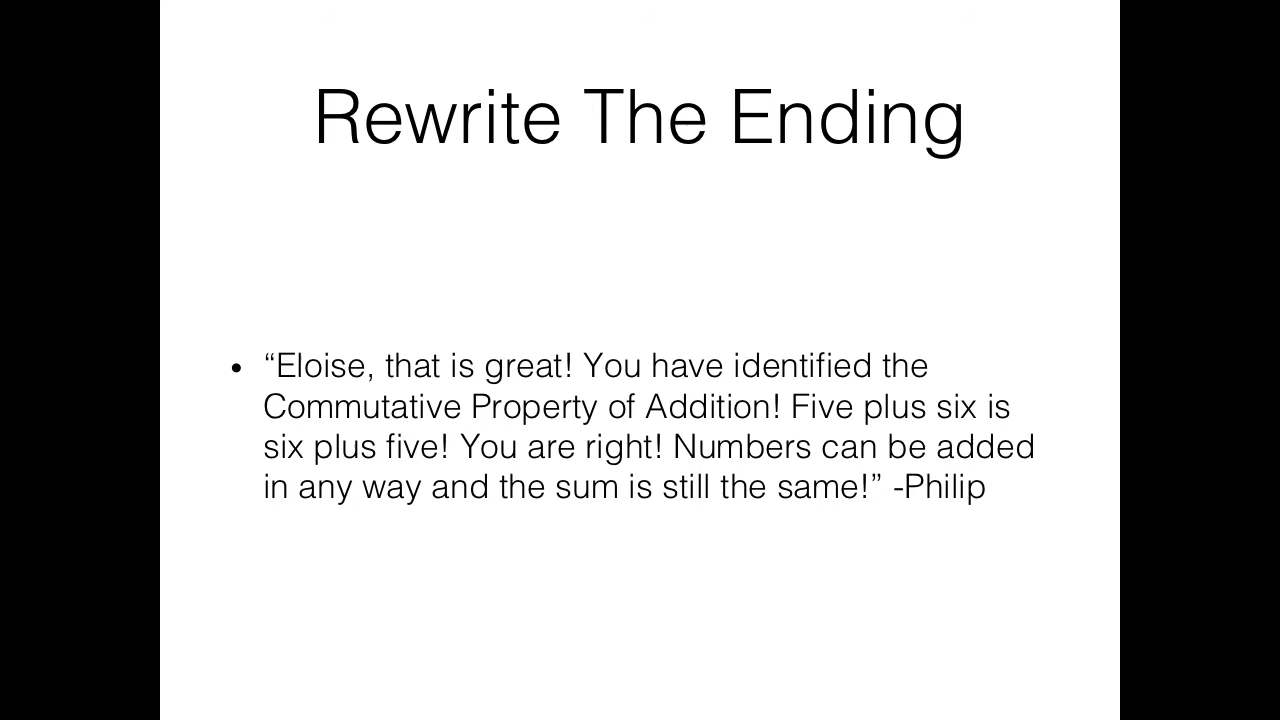 Rewrite The Ending
• “Eloise, that is great! You have identified the
Commutative Property of Addition! Five plus six is
six plus five! You are right! Numbers can be added
in any way and the sum is still the same!” -Philip